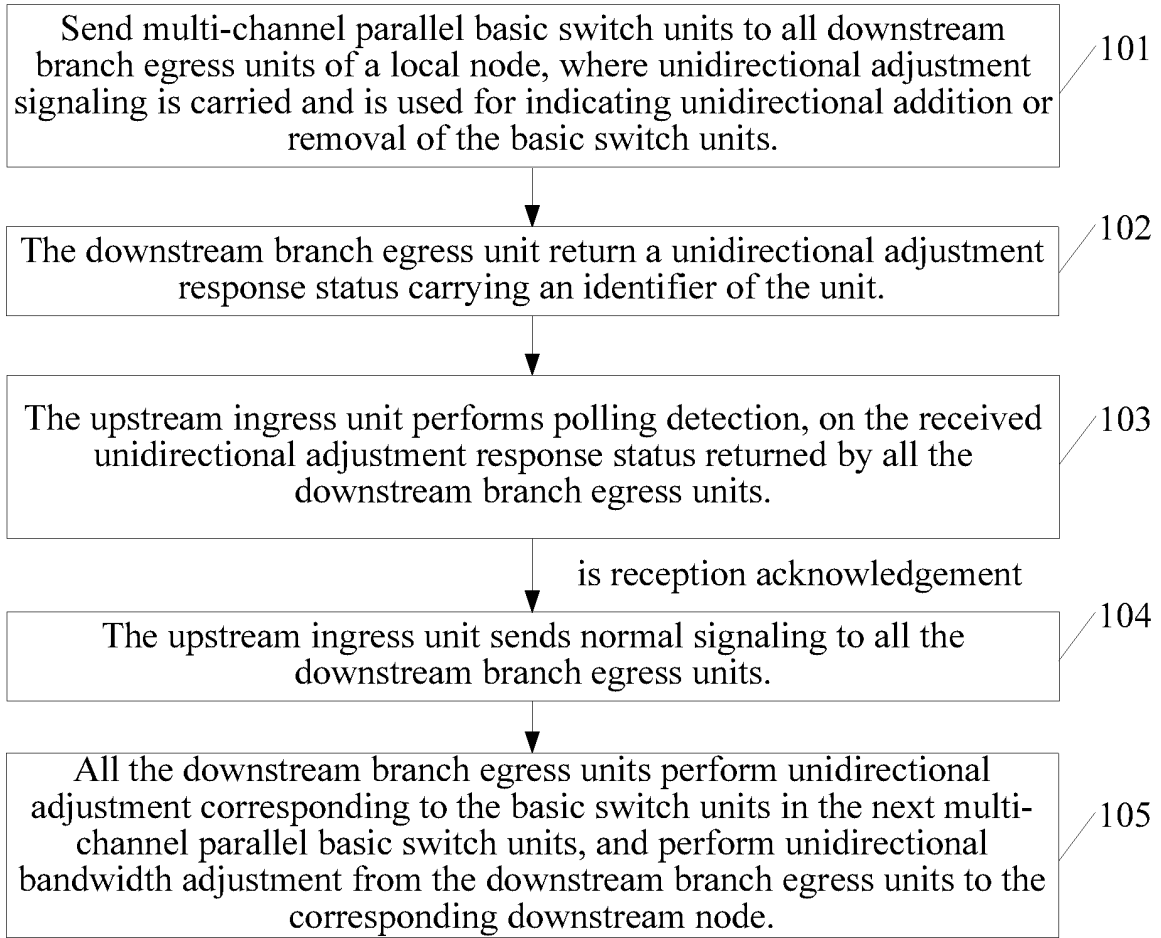 Send multi-channel parallel basic switch units to all downstream
branch egress units of a local node, where unidirectional adjustment
signaling is carried and is used for indicating unidirectional addition or
removal of the basic switch units.
101
The downstream branch egress unit return a unidirectional adjustment
response status carrying an identifier of the unit.
102
The upstream ingress unit performs polling detection, on the received
unidirectional adjustment response status returned by all the
downstream branch egress units.
103
is reception acknowledgement
The upstream ingress unit sends normal signaling to all the
downstream branch egress units.
104
All the downstream branch egress units perform unidirectional
adjustment corresponding to the basic switch units in the next multi-
channel parallel basic switch units, and perform unidirectional
bandwidth adjustment from the downstream branch egress units to the
corresponding downstream node.
105